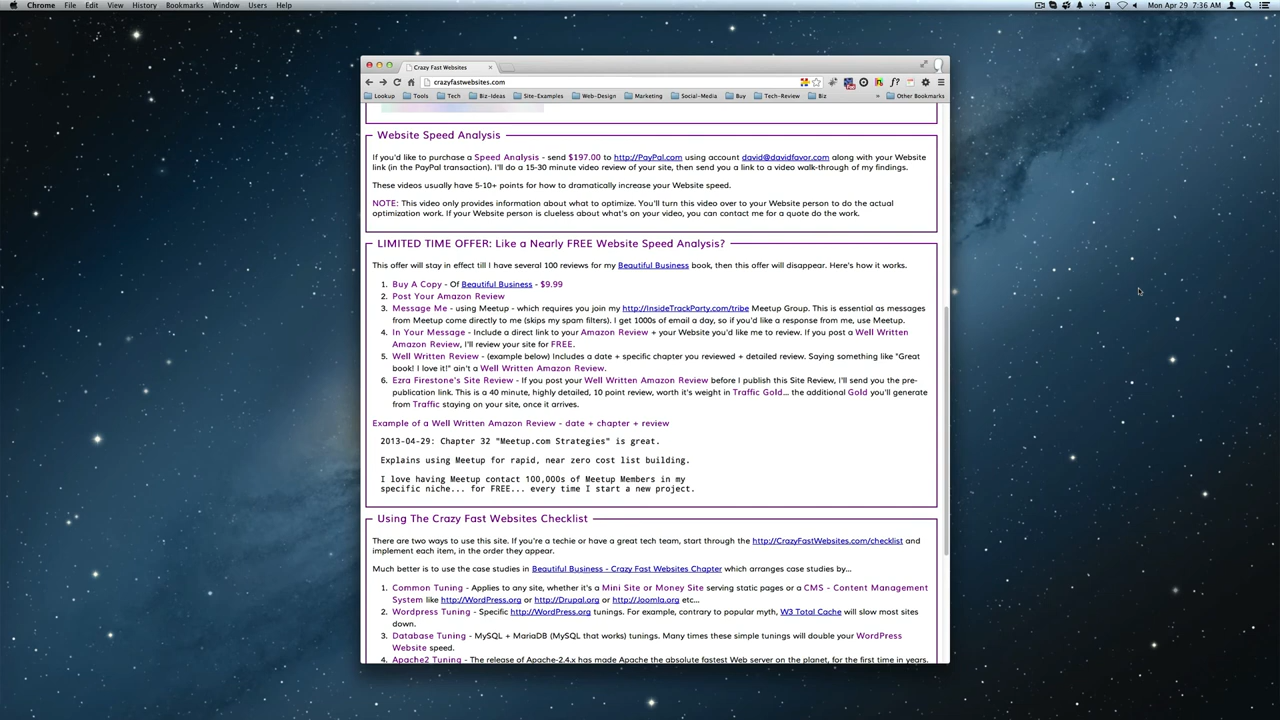 Chrome File Edit View History Bookmarks Window Users Help
Mon Apr 29 7:36 AM
Crazy Fast Websites
crazyfastwebsites.com
Lookup Tools Tech Biz-Ideas Site-Examples Web-Design Marketing Social-Media Buy Tech-Review Biz » Other Bookmarks
Website Speed Analysis
If you'd like to purchase a Speed Analysis - send $197.00 to http://PayPal.com using account david@davidfavor.com along with your Website
link (in the PayPal transaction). I'll do a 15-30 minute video review of your site, then send you a link to a video walk-through of my findings.
These videos usually have 5-10+ points for how to dramatically increase your Website speed.
NOTE: This video only provides information about what to optimize. You'll turn this video over to your Website person to do the actual
optimization work. If your Website person is clueless about what's on your video, you can contact me for a quote do the work.
LIMITED TIME OFFER: Like a Nearly FREE Website Speed Analysis?
This offer will stay in effect till I have several 100 reviews for my Beautiful Business book, then this offer will disappear. Here's how it works.
1. Buy A Copy - Of Beautiful Business - $9.99
2. Post Your Amazon Review
3. Message Me - using Meetup - which requires you join my http://InsideTrackParty.com/tribe Meetup Group. This is essential as messages
from Meetup come directly to me (skips my spam filters). I get 1000s of email a day, so if you'd like a response from me, use Meetup.
4. In Your Message - Include a direct link to your Amazon Review + your Website you'd like me to review. If you post a Well Written
Amazon Review, I'll review your site for FREE.
5. Well Written Review - (example below) Includes a date + specific chapter you reviewed + detailed review. Saying something like "Great
book! I love it!" ain't a Well Written Amazon Review.
6. Ezra Firestone's Site Review - If you post your Well Written Amazon Review before I publish this Site Review, I'll send you the pre-
publication link. This is a 40 minute, highly detailed, 10 point review, worth it's weight in Traffic Gold... the additional Gold you'll generate
from Traffic staying on your site, once it arrives.
Example of a Well Written Amazon Review - date + chapter + review
2013-04-29: Chapter 32 "Meetup.com Strategies" is great.
Explains using Meetup for rapid, near zero cost list building.
I love having Meetup contact 100,000s of Meetup Members in my
specific niche... for FREE... every time I start a new project.
Using The Crazy Fast Websites Checklist
There are two ways to use this site. If you're a techie or have a great tech team, start through the http://CrazyFastWebsites.com/checklist and
implement each item, in the order they appear.
Much better is to use the case studies in Beautiful Business - Crazy Fast Websites Chapter which arranges case studies by...
1. Common Tuning - Applies to any site, whether it's a Mini Site or Money Site serving static pages or a CMS - Content Management
System like http://WordPress.org or http://Drupal.org or http://Joomla.org etc...
2. Wordpress Tuning - Specific http://WordPress.org tunings. For example, contrary to popular myth, W3 Total Cache will slow most sites
down.
3. Database Tuning - MySQL + MariaDB (MySQL that works) tunings. Many times these simple tunings will double your WordPress
Website speed.
4. Apache2 Tuning - The release of Apache-2.4.x has made Apache the absolute fastest Web server on the planet, for the first time in years.